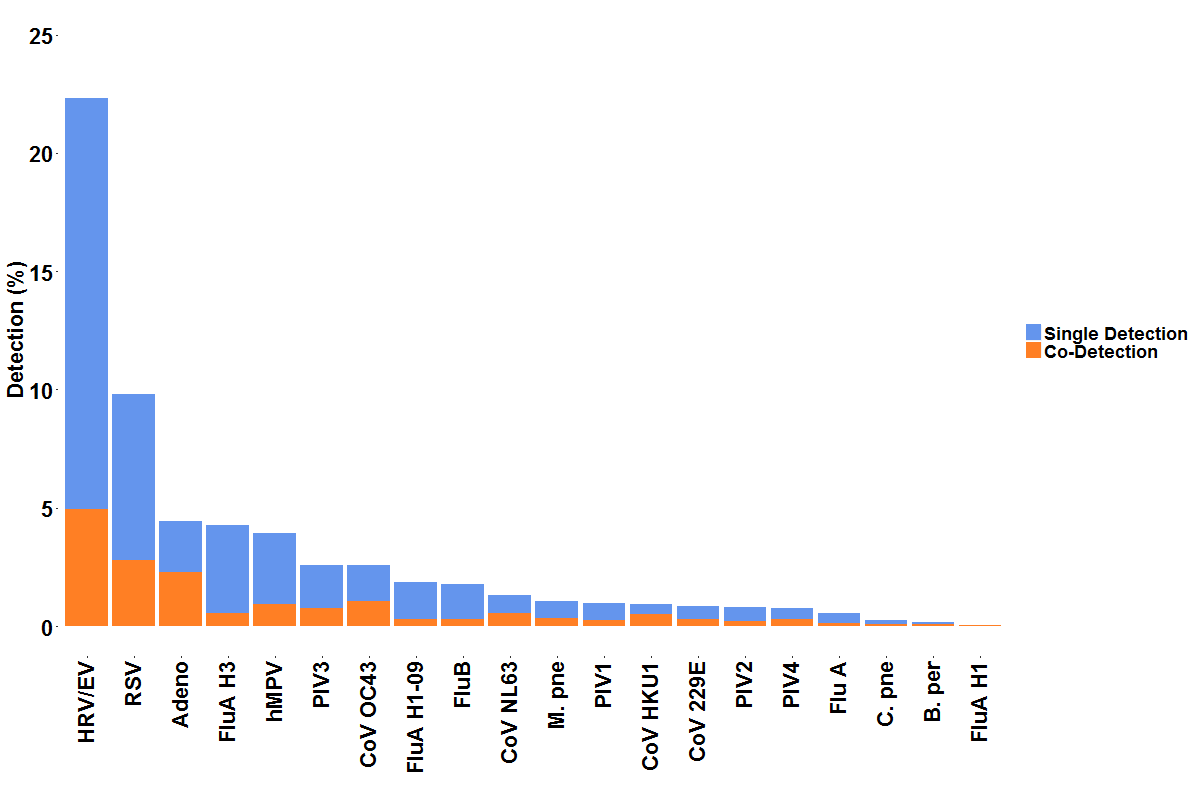 25
20
15
10
5
0
Detection (%)
HRV/EV
RSV
Adeno
FluA H3
hMPV
PIV3
CoV OC43
FluA H1-09
FluB
CoV NL63
M. pne
PIV1
CoV HKU1
CoV 229E
PIV2
PIV4
Flu A
C. pne
B. per
FluA H1
Single Detection
Co-Detection